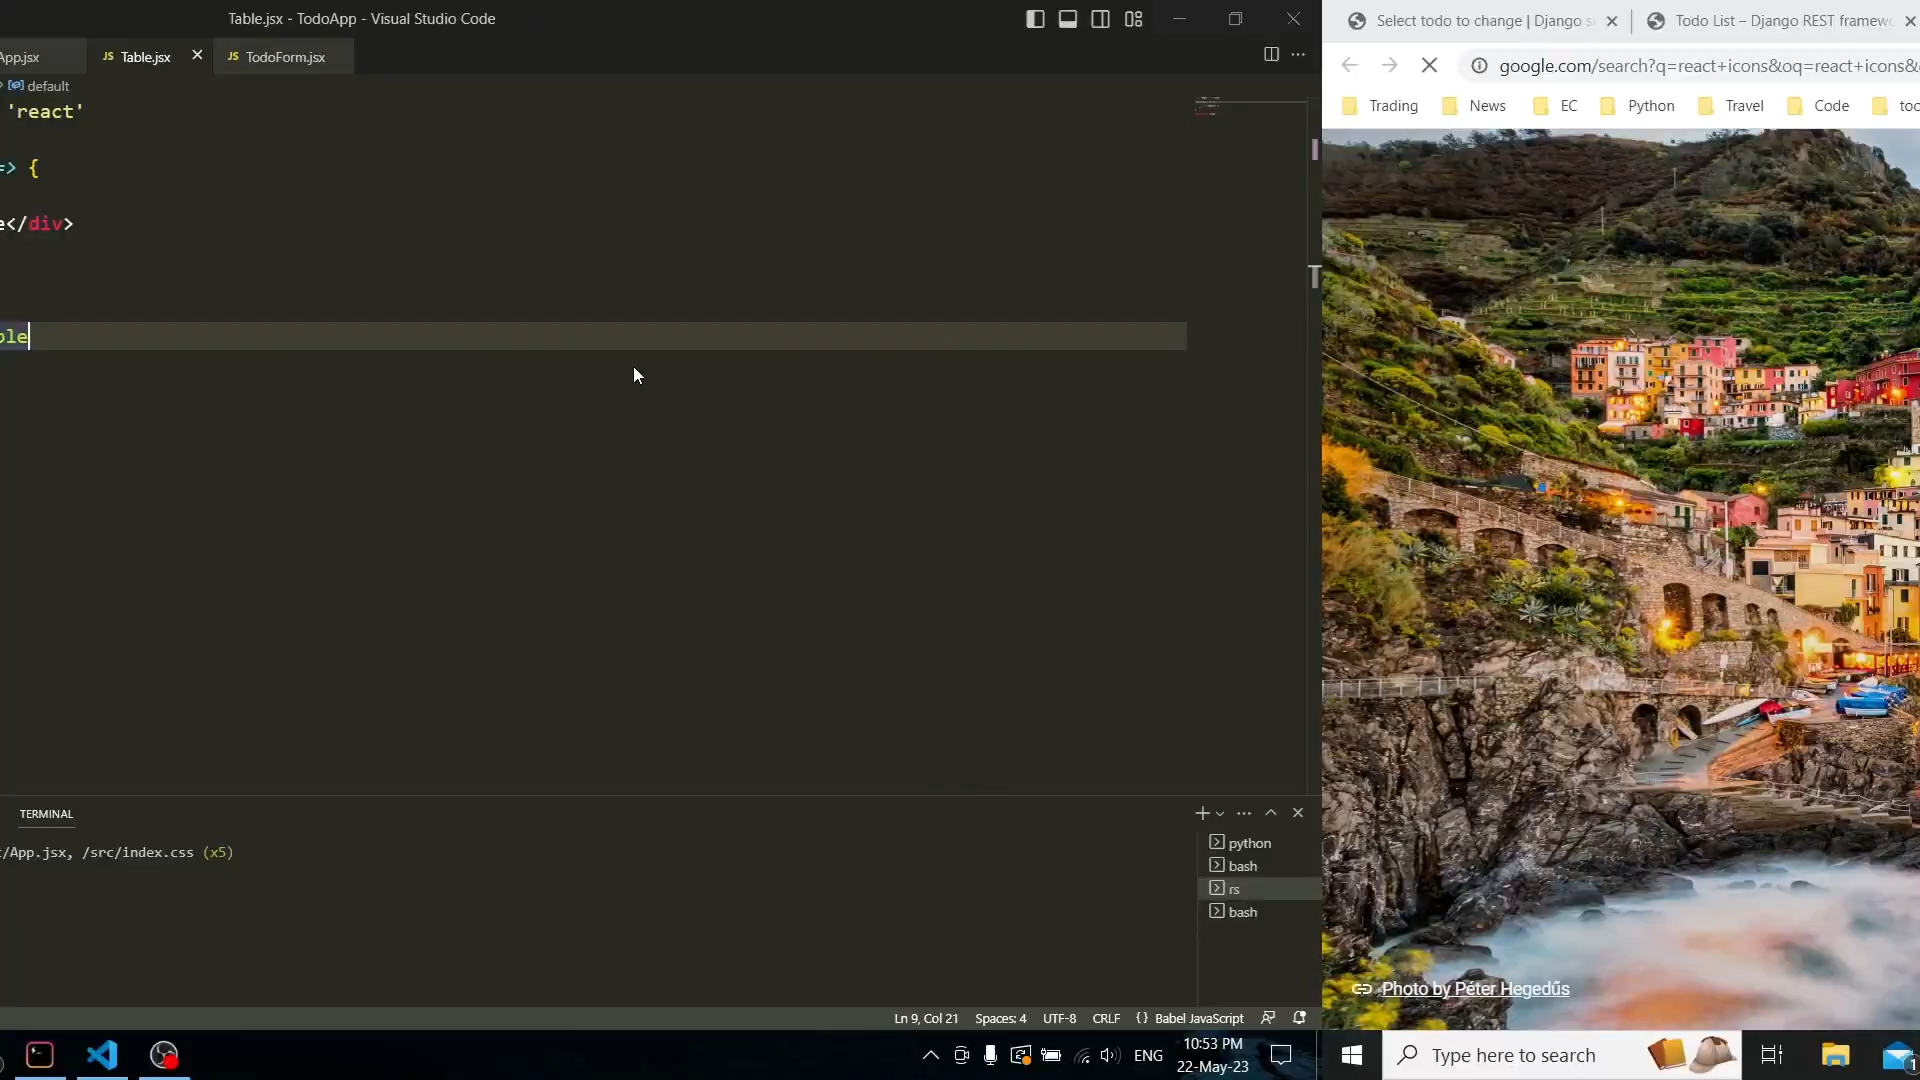 Table.jsx - TodoApp - Visual Studio Code
App.jsx
JS Table.jsx
JS TodoForm.jsx
default
'react'
=> {
e</div>
ble
TERMINAL
/App.jsx, /src/index.css (x5)
python
bash
rs
bash
Ln 9, Col 21
Spaces: 4
UTF-8
CRLF
{ } Babel JavaScript
ENG
10:53 PM
22-May-23
Select todo to change | Django s
Todo List – Django REST framew
google.com/search?q=react+icons&oq=react+icons&
Trading
News
EC
Python
Travel
Code
too
Photo by Péter Hegedűs
Type here to search
1